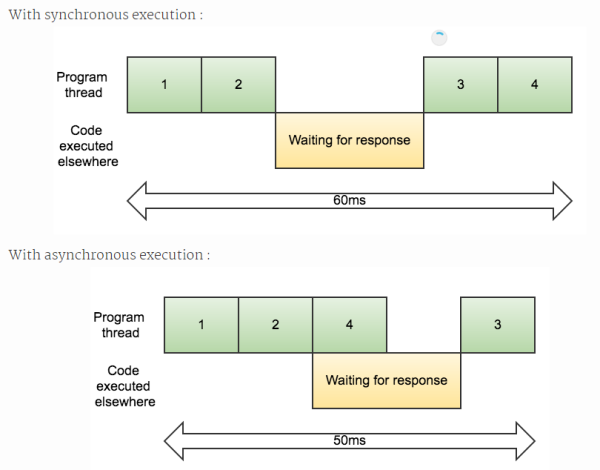 With synchronous execution :
Program
thread
1
2
3
4
Code
executed
elsewhere
Waiting for response
60ms
With asynchronous execution :
Program
thread
1
2
4
3
Code
executed
elsewhere
Waiting for response
50ms